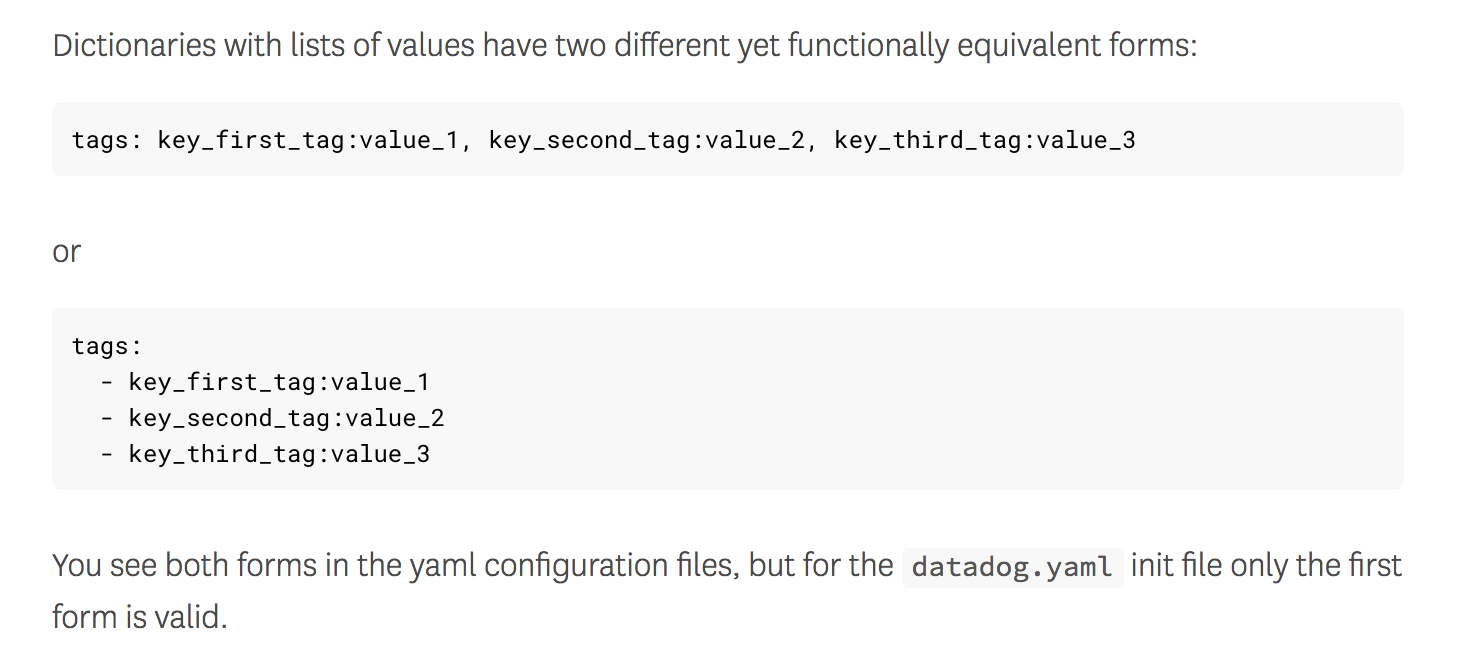 Dictionaries with lists of values have two different yet functionally equivalent forms:
tags: key_first_tag:value_1, key_second_tag:value_2, key_third_tag:value_3
or
tags:
  - key_first_tag:value_1
  - key_second_tag:value_2
  - key_third_tag:value_3
You see both forms in the yaml configuration files, but for the datadog.yaml init file only the first
form is valid.